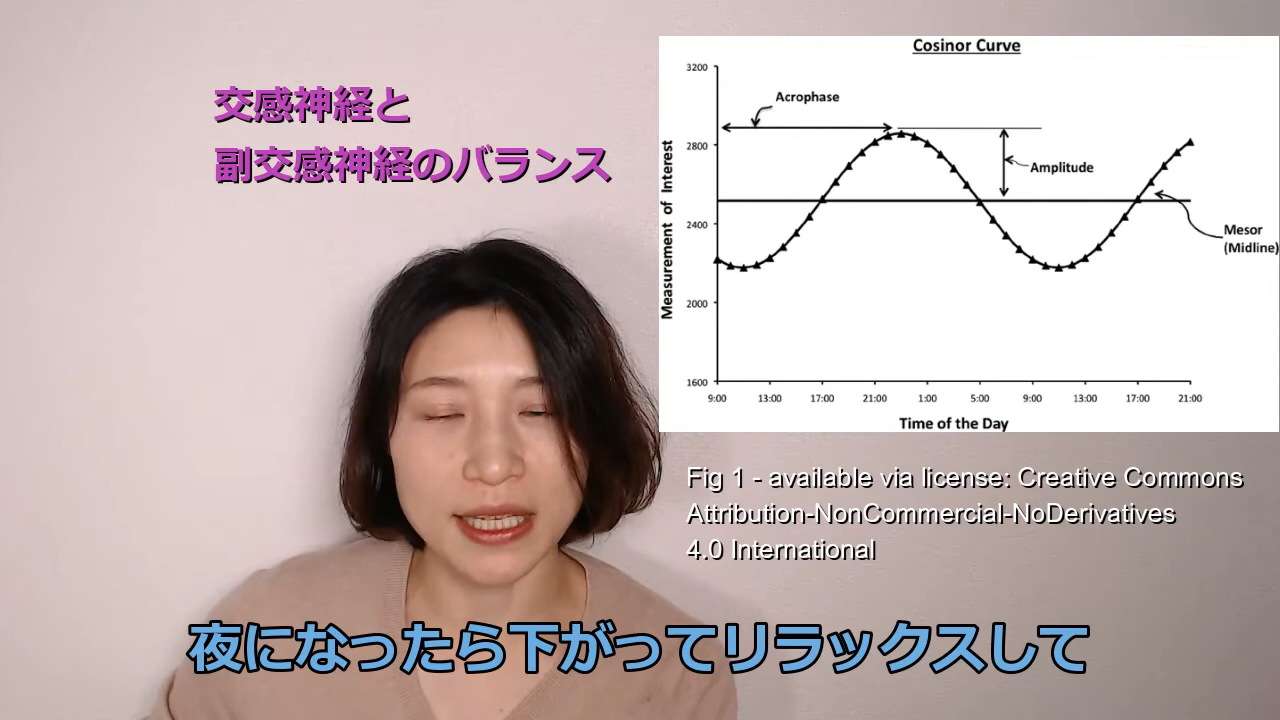 交感神経と
副交感神経のバランス
Cosinor Curve
3200
2800
2400
2000
1600
Measurement of Interest
Acrophase
Amplitude
Mesor
(Midline)
9:00 13:00 17:00 21:00 1:00 5:00 9:00 13:00 17:00 21:00
Time of the Day
Fig 1 - available via license: Creative Commons
Attribution-NonCommercial-NoDerivatives
4.0 International
夜になったら下がってリラックスして